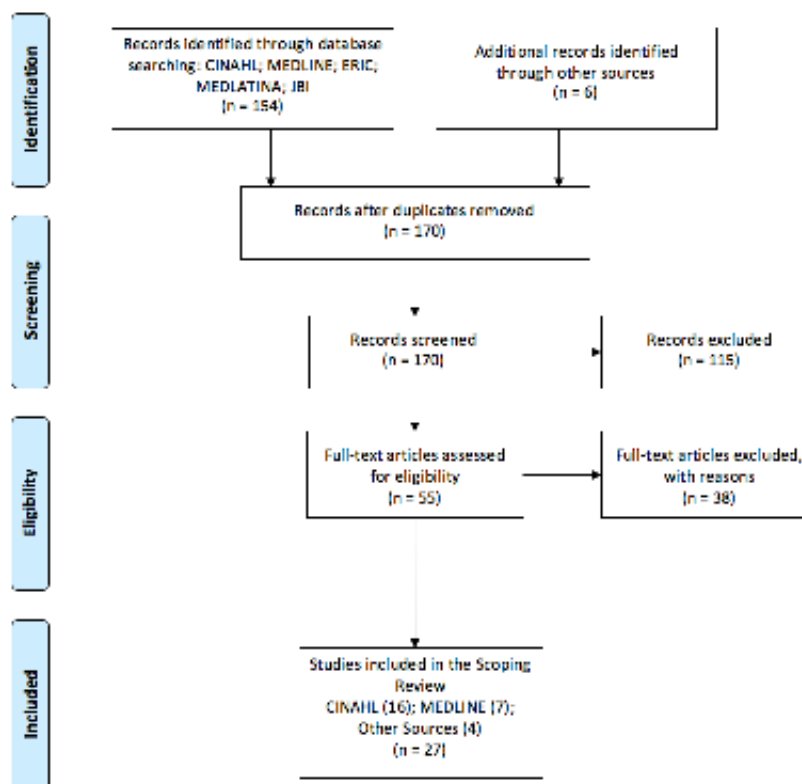 Identification
Records identified through database
searching: CINAHL; MEDLINE; ERIC;
MEDLATINA; JBI
(n = 154)
Additional records identified
through other sources
(n = 6)
Records after duplicates removed
(n = 170)
Screening
Records screened
(n = 170)
Records excluded
(n = 115)
Eligibility
Full-text articles assessed
for eligibility
(n = 55)
Full-text articles excluded,
with reasons
(n = 38)
Included
Studies included in the Scoping
Review
CINAHL (16); MEDLINE (7);
Other Sources (4)
(n = 27)